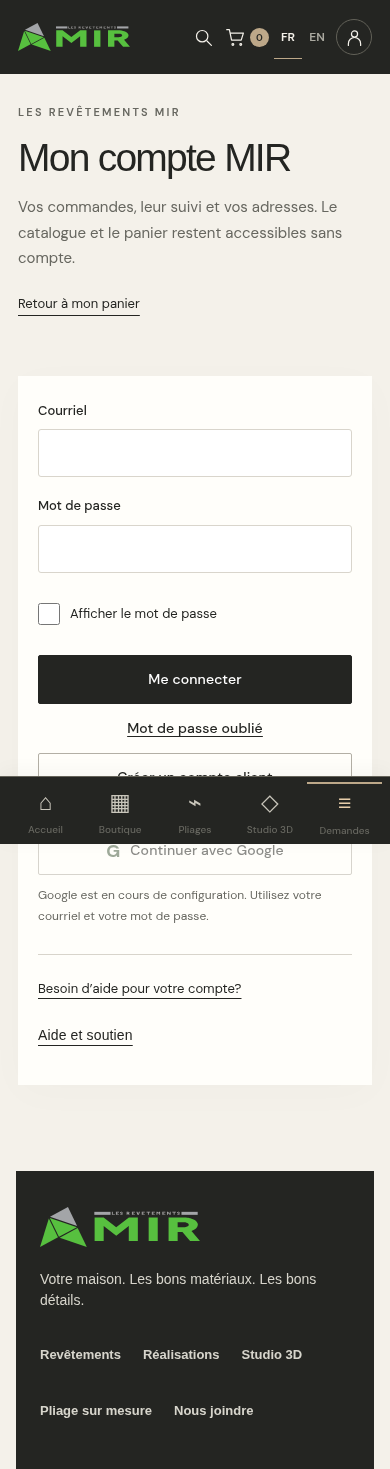 LES REVÊTEMENTS
MIR
0
FR
EN
LES REVÊTEMENTS MIR
Mon compte MIR
Vos commandes, leur suivi et vos adresses. Le
catalogue et le panier restent accessibles sans
compte.
Retour à mon panier
Courriel
Mot de passe
Afficher le mot de passe
Me connecter
Mot de passe oublié
Créer un compte client
Accueil
Boutique
Pliages
Studio 3D
Demandes
G Continuer avec Google
Google est en cours de configuration. Utilisez votre
courriel et votre mot de passe.
Besoin d’aide pour votre compte?
Aide et soutien
LES REVÊTEMENTS
MIR
Votre maison. Les bons matériaux. Les bons
détails.
Revêtements Réalisations Studio 3D
Pliage sur mesure Nous joindre